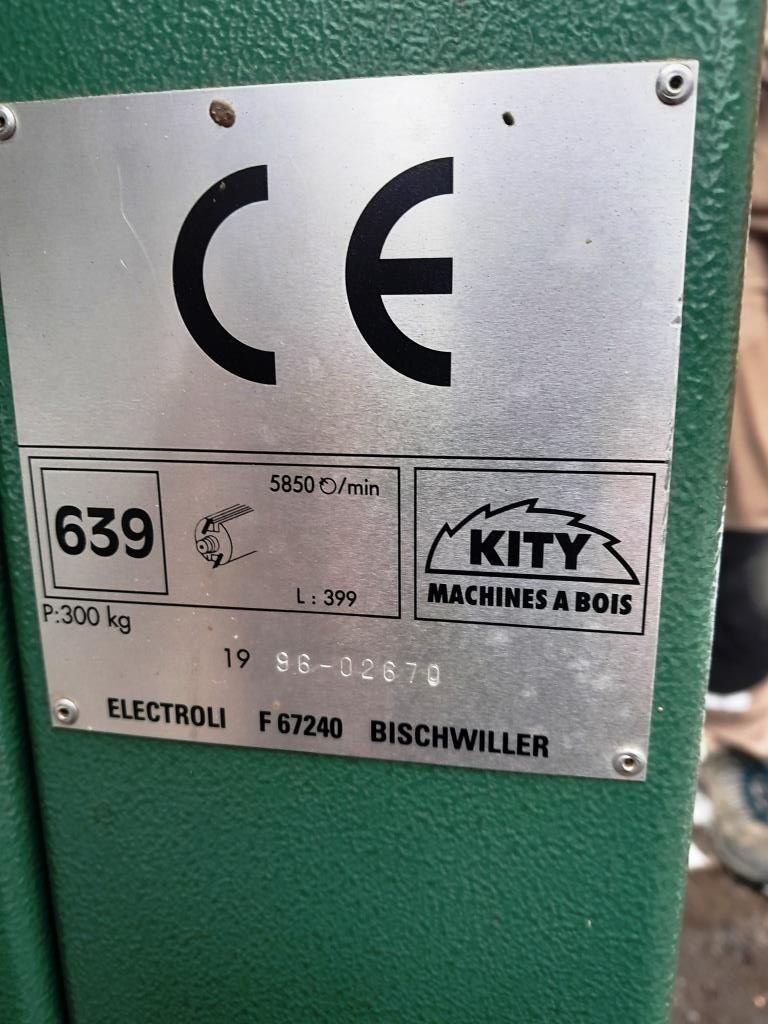 CE
5850 ↻/min
639
L : 399
KITY
MACHINES A BOIS
P:300 kg
19 96-02670
ELECTROLI F 67240 BISCHWILLER